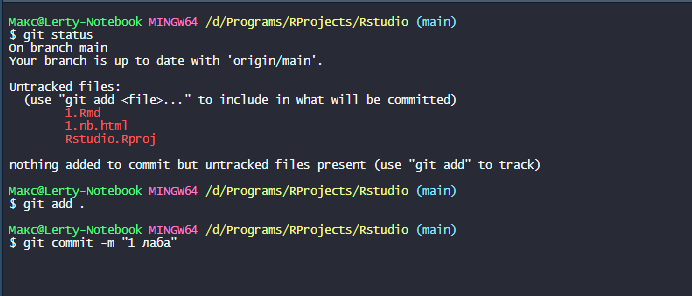 Макс@Lerty-Notebook MINGW64 /d/Programs/RProjects/Rstudio (main)
$ git status
On branch main
Your branch is up to date with 'origin/main'.
Untracked files:
(use "git add <file>..." to include in what will be committed)
1.Rmd
1.nb.html
Rstudio.Rproj
nothing added to commit but untracked files present (use "git add" to track)
Макс@Lerty-Notebook MINGW64 /d/Programs/RProjects/Rstudio (main)
$ git add .
Макс@Lerty-Notebook MINGW64 /d/Programs/RProjects/Rstudio (main)
$ git commit -m "1 лаба"